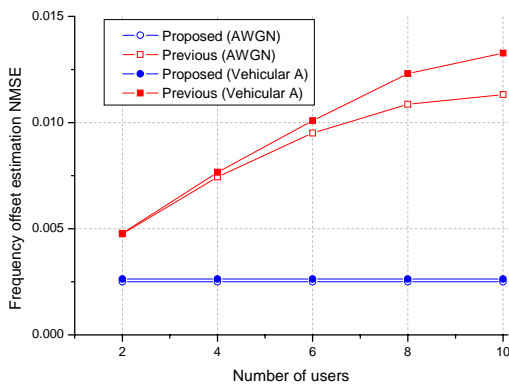 0.015
0.010
0.005
0.000
Frequency offset estimation NMSE
Proposed (AWGN)
Previous (AWGN)
Proposed (Vehicular A)
Previous (Vehicular A)
2 4 6 8 10
Number of users